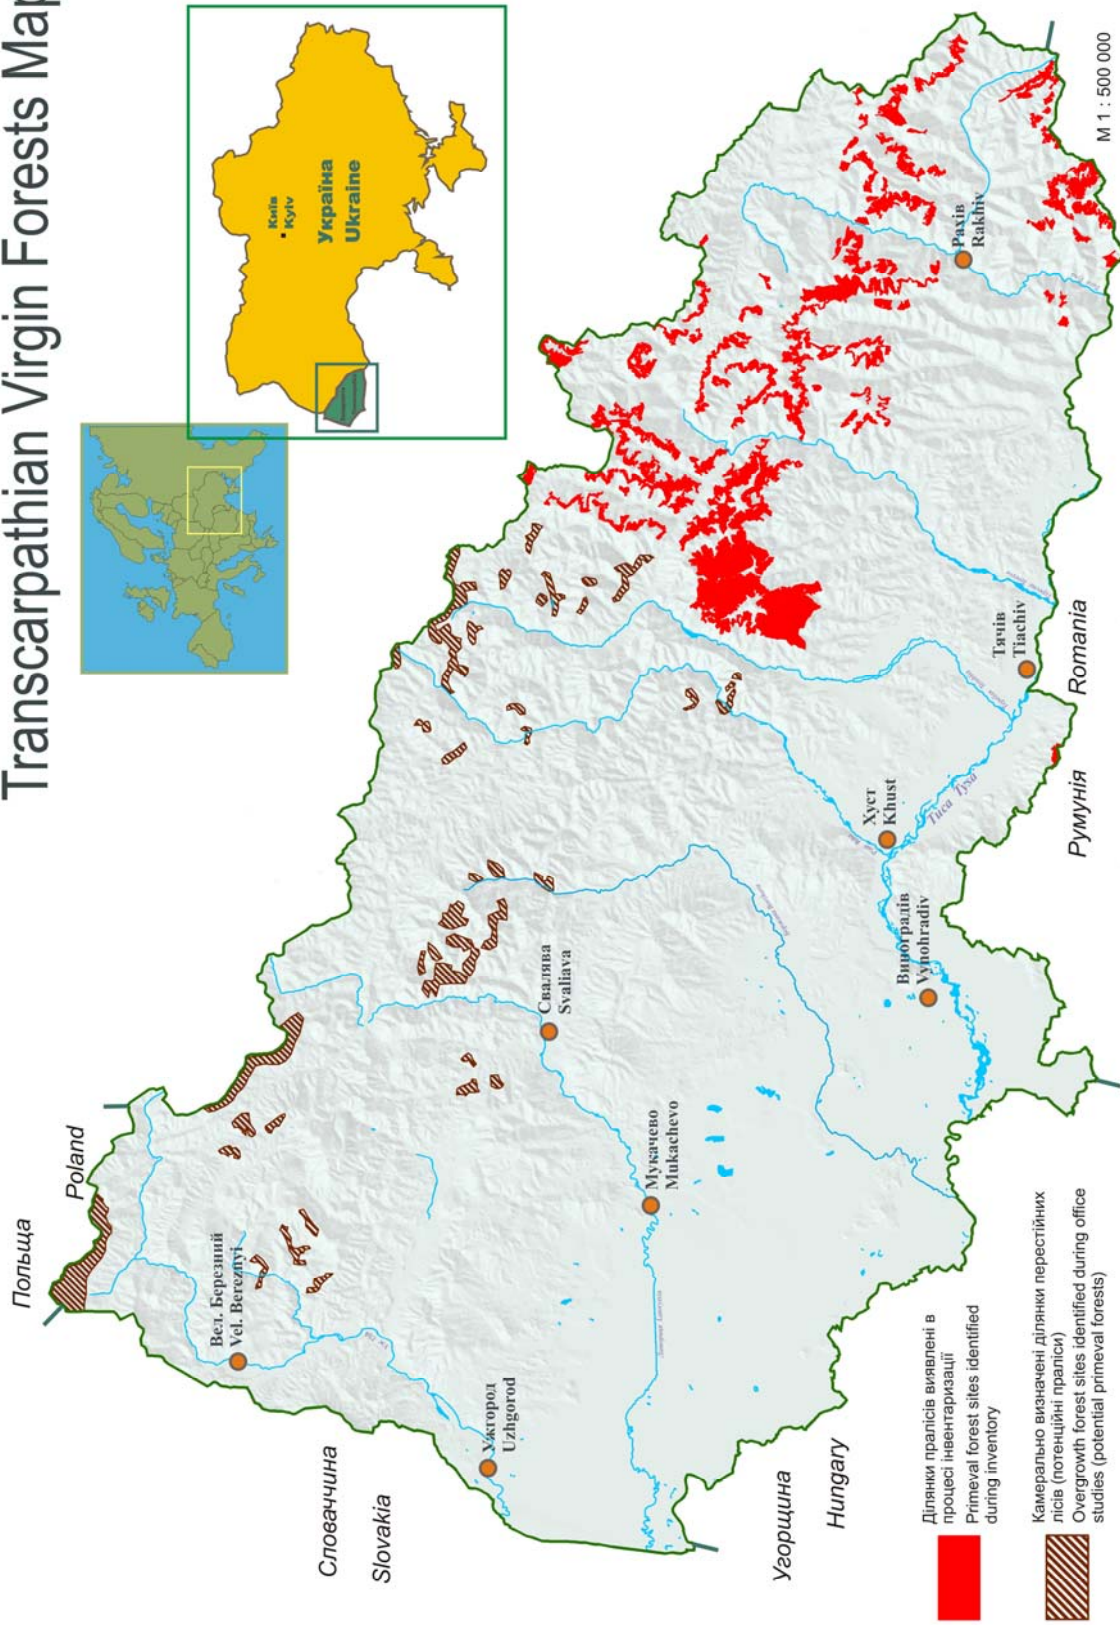 Transcarpathian Virgin Forests Map
Київ
Kyiv
Україна
Ukraine
Польща
Poland
Словаччина
Slovakia
Угорщина
Hungary
Румунія
Romania
Вел. Березний
Vel. Bereznyi
Ужгород
Uzhgorod
Свалява
Svaliava
Мукачево
Mukachevo
Виноградів
Vynohradiv
Хуст
Khust
Тячів
Tiachiv
Рахів
Rakhiv
Тиса
Ділянки пралісів виявлені в
процесі інвентаризації
Primeval forest sites identified
during inventory
Камерально визначені ділянки перестійних
лісів (потенційні праліси)
Overgrowth forest sites identified during office
studies (potential primeval forests)
М 1 : 500 000